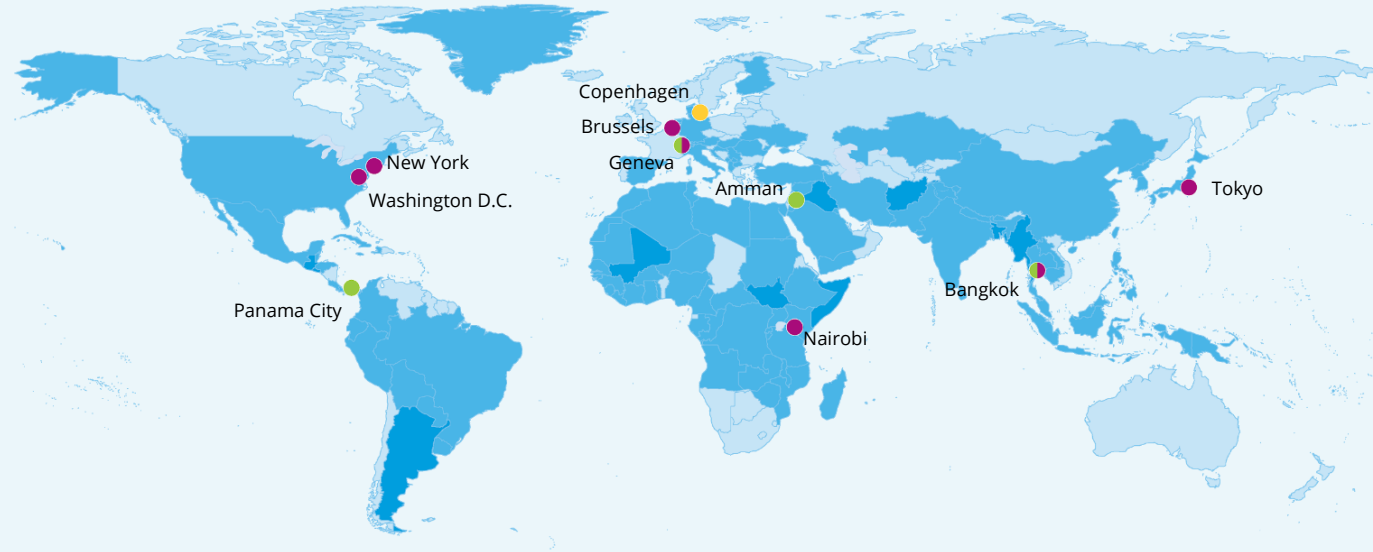 Copenhagen
Brussels
New York
Geneva
Washington D.C.
Amman
Tokyo
Bangkok
Panama City
Nairobi